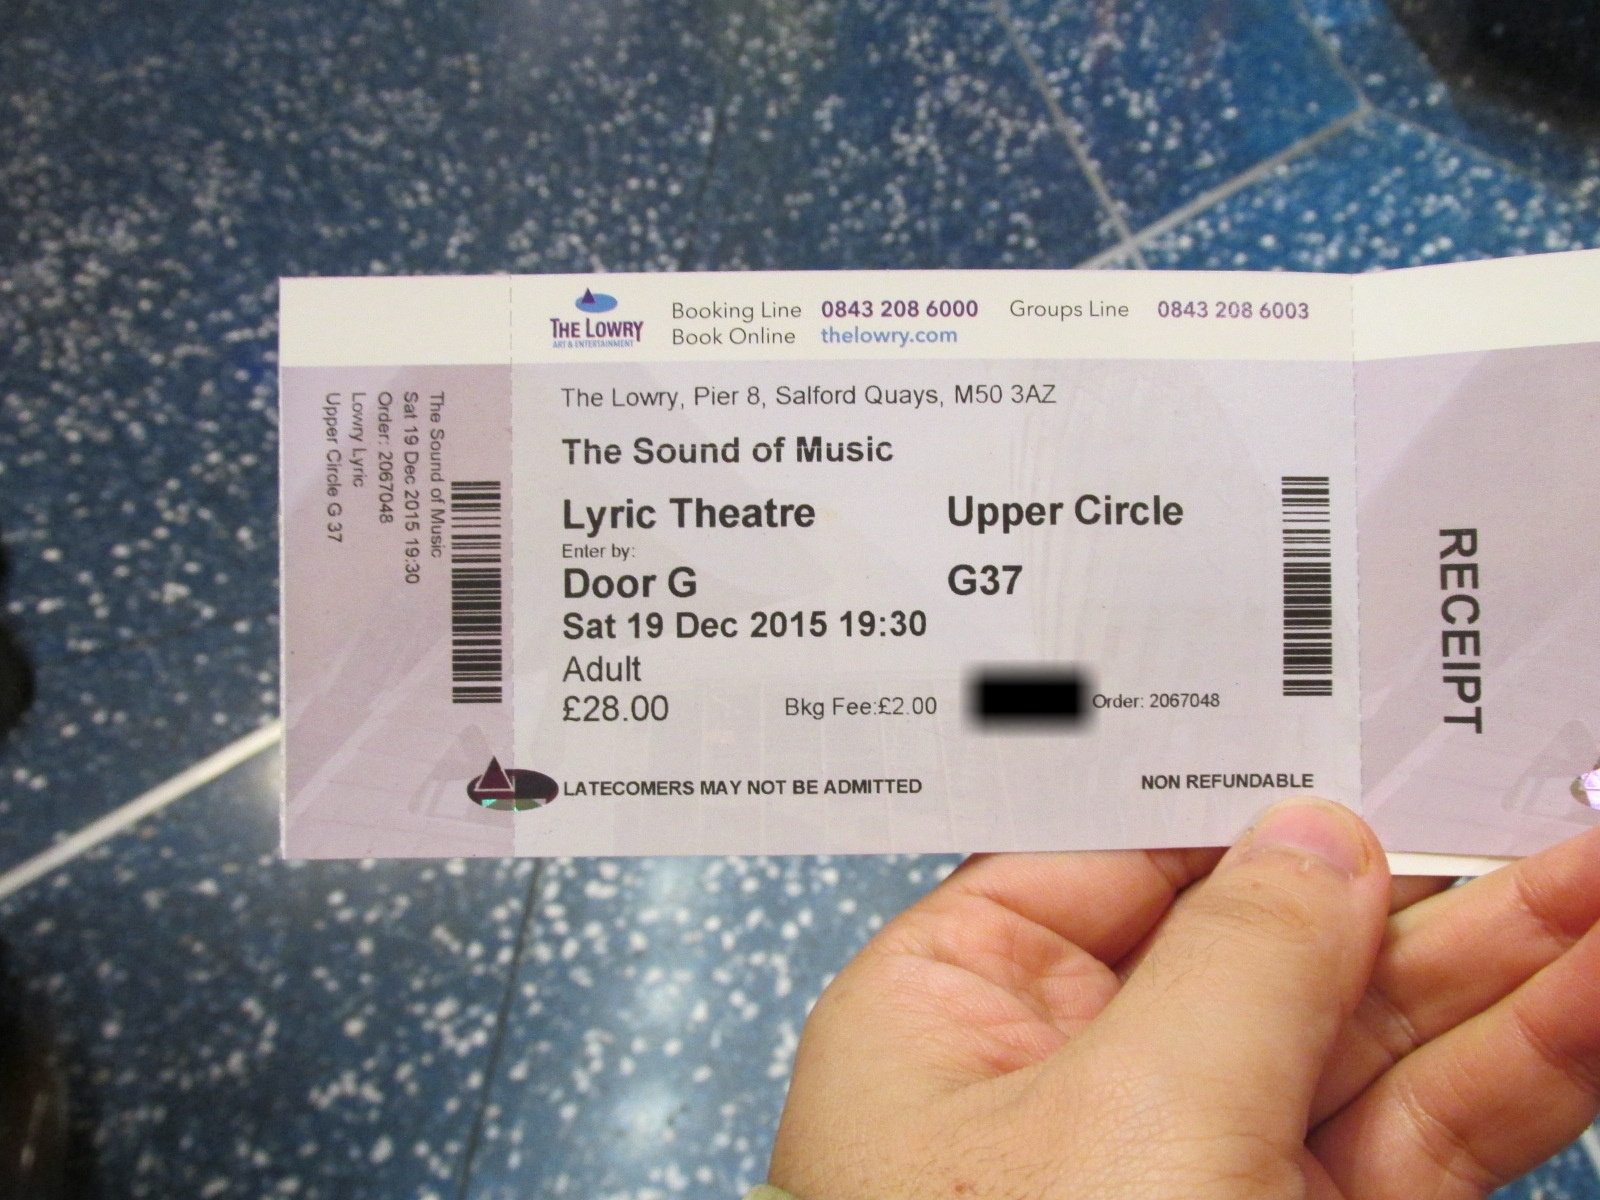 THE LOWRY
ART & ENTERTAINMENT
Booking Line 0843 208 6000 Groups Line 0843 208 6003
Book Online thelowry.com
The Lowry, Pier 8, Salford Quays, M50 3AZ
The Sound of Music
Lyric Theatre Upper Circle
Enter by:
Door G G37
Sat 19 Dec 2015 19:30
Adult
£28.00 Bkg Fee:£2.00 Order: 2067048
LATECOMERS MAY NOT BE ADMITTED NON REFUNDABLE
The Sound of Music
Sat 19 Dec 2015 19:30
Order: 2067048
Lowry Lyric
Upper Circle G 37
RECEIPT